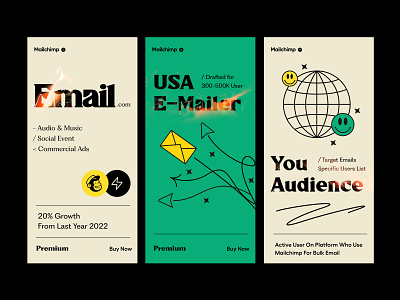 Mailchimp
Email.com
- Audio & Music
/ Social Event
< Commercial Ads
20% Growth
From Last Year 2022
Premium
Buy Now
Mailchimp
USA
/ Drafted for
300-500K User
E-Mailer
Premium
Buy Now
Mailchimp
You
/ Target Emails
Specific Users List
Audience
Active User On Platform Who Use
Mailchimp For Bulk Email